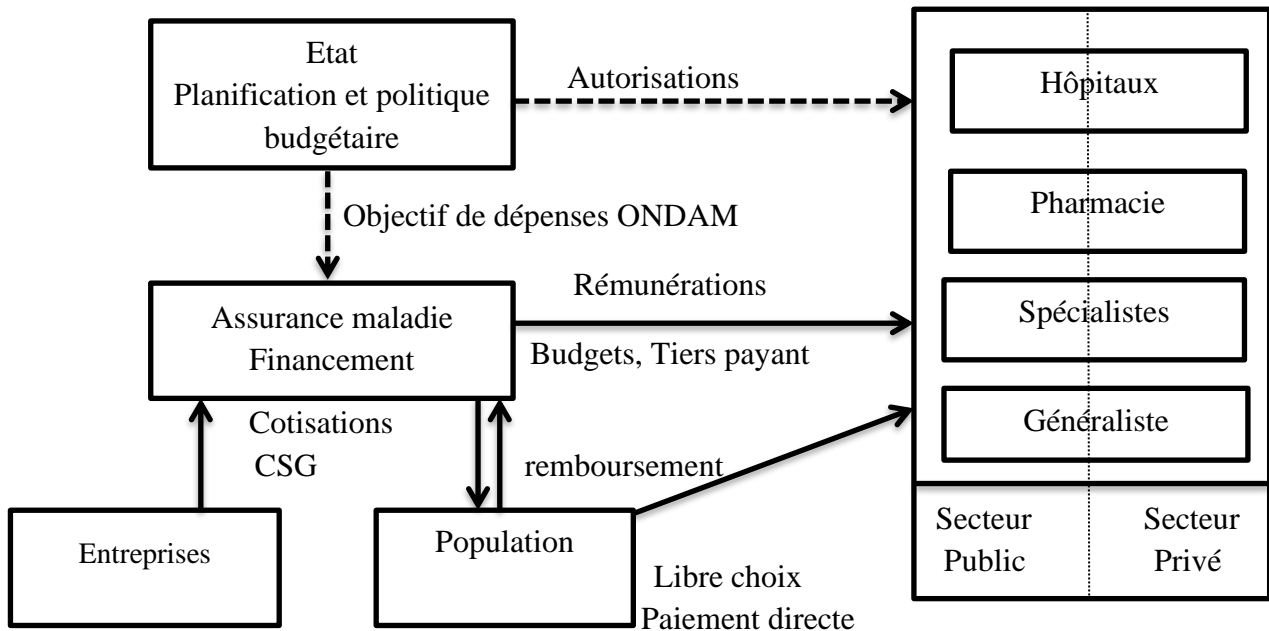 Etat
Planification et politique
budgétaire
Autorisations
Hôpitaux
Pharmacie
Objectif de dépenses ONDAM
Assurance maladie
Financement
Rémunérations
Budgets, Tiers payant
Spécialistes
Généraliste
Cotisations
CSG
remboursement
Entreprises
Population
Libre choix
Paiement directe
Secteur
Public
Secteur
Privé